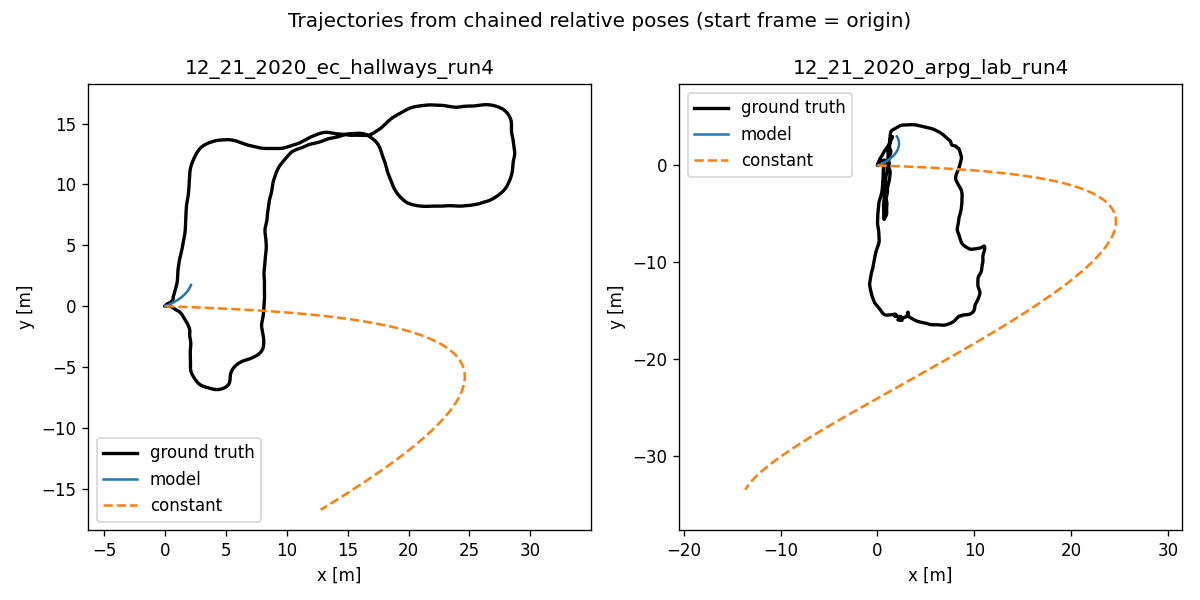 Trajectories from chained relative poses (start frame = origin)
12_21_2020_ec_hallways_run4
15
10
5
0
−5
−10
−15
y [m]
ground truth
model
constant
−5
0
5
10
15
20
25
30
x [m]
12_21_2020_arpg_lab_run4
ground truth
model
constant
0
−10
−20
−30
y [m]
−20
−10
0
10
20
30
x [m]